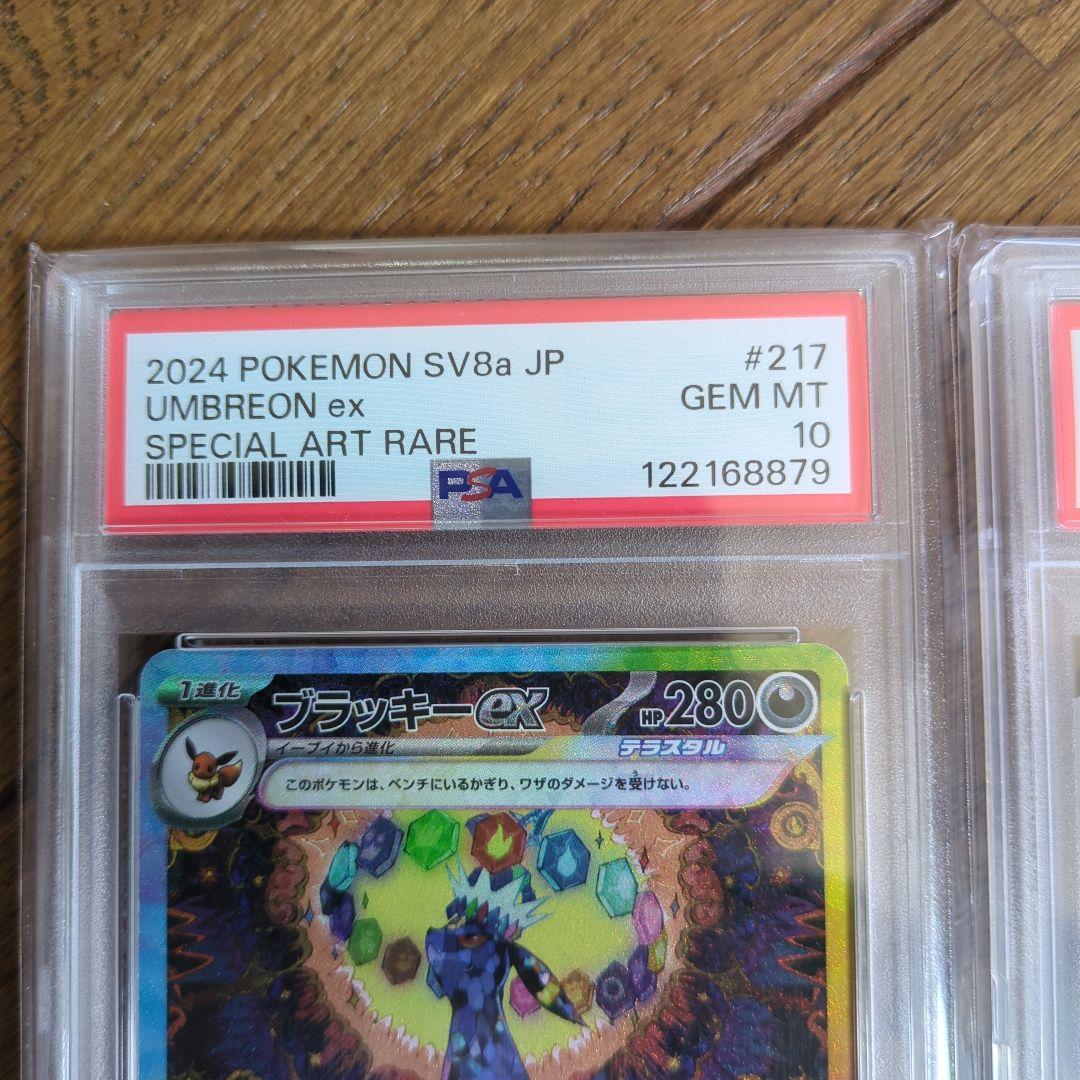 2024 POKEMON SV8a JP #217
UMBREON ex GEM MT
SPECIAL ART RARE 10
PSA 122168879
1進化 ブラッキーex HP 280
イーブイから進化 テラスタル
このポケモンは、ベンチにいるかぎり、ワザのダメージを受けない。